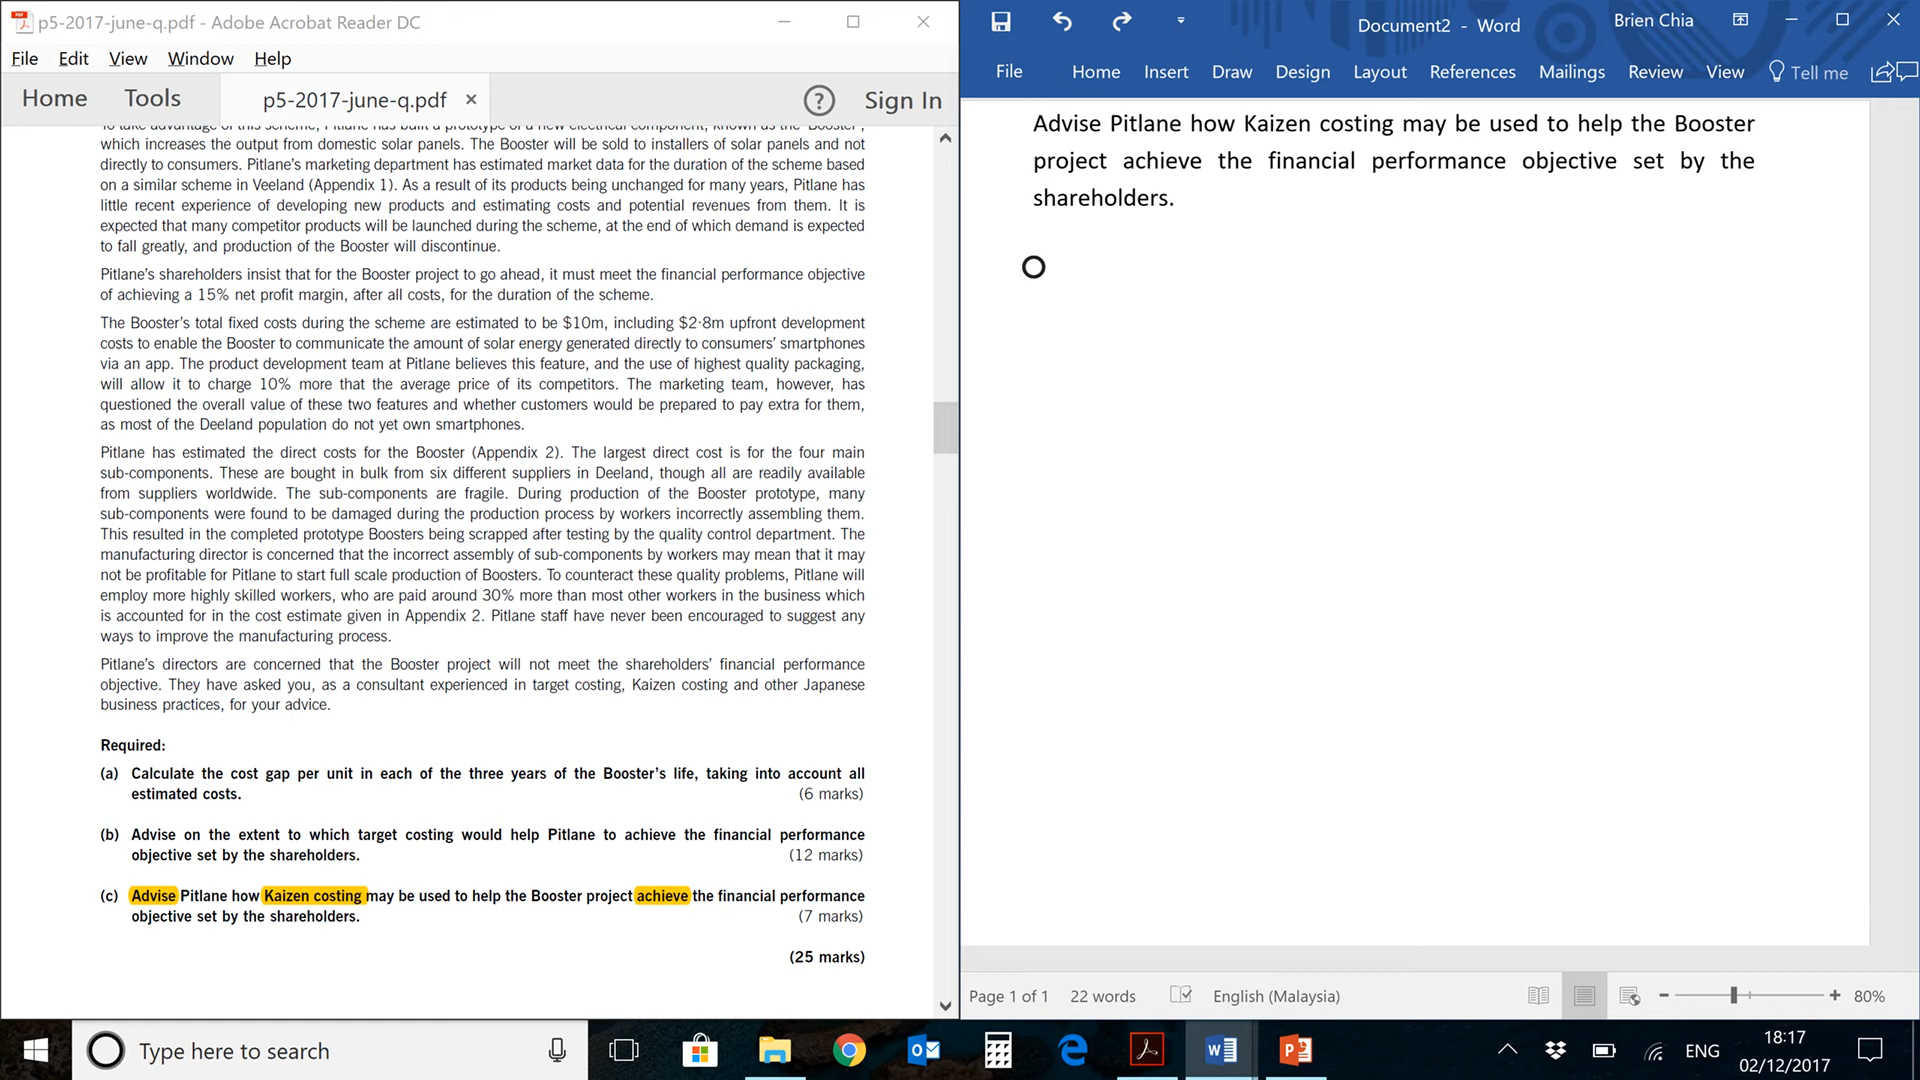 p5-2017-june-q.pdf - Adobe Acrobat Reader DC
File Edit View Window Help
Home Tools p5-2017-june-q.pdf × Sign In
To take advantage of this scheme, Pitlane has built a prototype of a new electrical component, known as the 'Booster',
which increases the output from domestic solar panels. The Booster will be sold to installers of solar panels and not
directly to consumers. Pitlane's marketing department has estimated market data for the duration of the scheme based
on a similar scheme in Veeland (Appendix 1). As a result of its products being unchanged for many years, Pitlane has
little recent experience of developing new products and estimating costs and potential revenues from them. It is
expected that many competitor products will be launched during the scheme, at the end of which demand is expected
to fall greatly, and production of the Booster will discontinue.
Pitlane's shareholders insist that for the Booster project to go ahead, it must meet the financial performance objective
of achieving a 15% net profit margin, after all costs, for the duration of the scheme.
The Booster's total fixed costs during the scheme are estimated to be $10m, including $2·8m upfront development
costs to enable the Booster to communicate the amount of solar energy generated directly to consumers' smartphones
via an app. The product development team at Pitlane believes this feature, and the use of highest quality packaging,
will allow it to charge 10% more that the average price of its competitors. The marketing team, however, has
questioned the overall value of these two features and whether customers would be prepared to pay extra for them,
as most of the Deeland population do not yet own smartphones.
Pitlane has estimated the direct costs for the Booster (Appendix 2). The largest direct cost is for the four main
sub-components. These are bought in bulk from six different suppliers in Deeland, though all are readily available
from suppliers worldwide. The sub-components are fragile. During production of the Booster prototype, many
sub-components were found to be damaged during the production process by workers incorrectly assembling them.
This resulted in the completed prototype Boosters being scrapped after testing by the quality control department. The
manufacturing director is concerned that the incorrect assembly of sub-components by workers may mean that it may
not be profitable for Pitlane to start full scale production of Boosters. To counteract these quality problems, Pitlane will
employ more highly skilled workers, who are paid around 30% more than most other workers in the business which
is accounted for in the cost estimate given in Appendix 2. Pitlane staff have never been encouraged to suggest any
ways to improve the manufacturing process.
Pitlane's directors are concerned that the Booster project will not meet the shareholders' financial performance
objective. They have asked you, as a consultant experienced in target costing, Kaizen costing and other Japanese
business practices, for your advice.
Required:
(a) Calculate the cost gap per unit in each of the three years of the Booster's life, taking into account all
estimated costs. (6 marks)
(b) Advise on the extent to which target costing would help Pitlane to achieve the financial performance
objective set by the shareholders. (12 marks)
(c) Advise Pitlane how Kaizen costing may be used to help the Booster project achieve the financial performance
objective set by the shareholders. (7 marks)
(25 marks)
Document2 - Word Brien Chia
File Home Insert Draw Design Layout References Mailings Review View Tell me
Advise Pitlane how Kaizen costing may be used to help the Booster
project achieve the financial performance objective set by the
shareholders.
Page 1 of 1 22 words English (Malaysia) 80%
Type here to search
ENG
18:17
02/12/2017